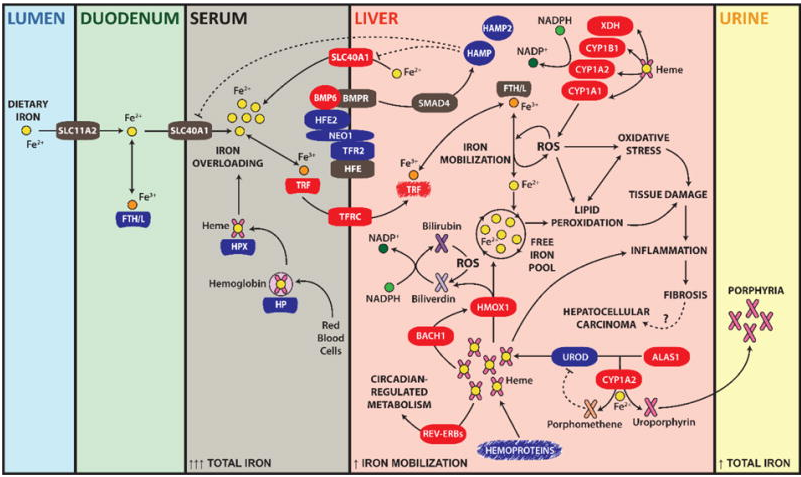 LUMEN
DUODENUM
SERUM
LIVER
URINE
DIETARY
IRON
Fe²⁺
SLC11A2
Fe²⁺
Fe³⁺
FTH/L
SLC40A1
Fe²⁺
IRON
OVERLOADING
Fe³⁺
TRF
Heme
HPX
Hemoglobin
HP
Red
Blood
Cells
↑↑↑ TOTAL IRON
SLC40A1
Fe²⁺
HAMP2
HAMP
BMP6
BMPR
SMAD4
HFE2
NEO1
TFR2
HFE
TFRC
Fe³⁺
TRF
NADPH
NADP⁺
XDH
CYP1B1
CYP1A2
CYP1A1
Heme
FTH/L
Fe³⁺
IRON
MOBILIZATION
ROS
OXIDATIVE
STRESS
Fe²⁺
LIPID
PEROXIDATION
TISSUE DAMAGE
Fe²⁺
FREE
IRON
POOL
INFLAMMATION
FIBROSIS
HEPATOCELLULAR
CARCINOMA
?
NADP⁺
Bilirubin
ROS
NADPH
Biliverdin
HMOX1
BACH1
Heme
CIRCADIAN-
REGULATED
METABOLISM
REV-ERBs
HEMOPROTEINS
UROD
ALAS1
CYP1A2
Fe²⁺
Porphomethene
Uroporphyrin
↑ IRON MOBILIZATION
PORPHYRIA
↑ TOTAL IRON